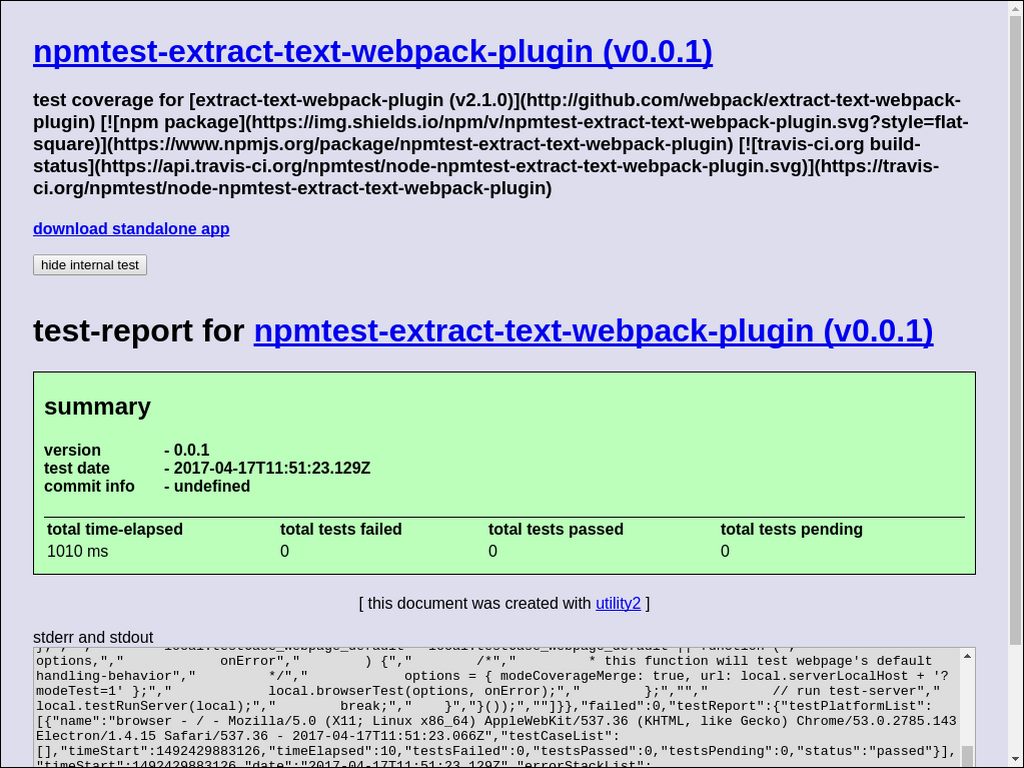 npmtest-extract-text-webpack-plugin (v0.0.1)
test coverage for [extract-text-webpack-plugin (v2.1.0)](http://github.com/webpack/extract-text-webpack-
plugin) [![npm package](https://img.shields.io/npm/v/npmtest-extract-text-webpack-plugin.svg?style=flat-
square)](https://www.npmjs.org/package/npmtest-extract-text-webpack-plugin) [![travis-ci.org build-
status](https://api.travis-ci.org/npmtest/node-npmtest-extract-text-webpack-plugin.svg)](https://travis-
ci.org/npmtest/node-npmtest-extract-text-webpack-plugin)
download standalone app
hide internal test
test-report for npmtest-extract-text-webpack-plugin (v0.0.1)
summary
version - 0.0.1
test date - 2017-04-17T11:51:23.129Z
commit info - undefined
total time-elapsed total tests failed total tests passed total tests pending
1010 ms 0 0 0
[ this document was created with utility2 ]
stderr and stdout
options," " onError"," ) {"," /*"," * this function will test webpage's default
handling-behavior"," */"," options = { modeCoverageMerge: true, url: local.serverLocalHost + '?
modeTest=1' };"," local.browserTest(options, onError);"," };","","  // run test-server","
local.testRunServer(local);"," break;"," }","}());",""]}},"failed":0,"testReport":{"testPlatformList":
[{"name":"browser - / - Mozilla/5.0 (X11; Linux x86_64) AppleWebKit/537.36 (KHTML, like Gecko) Chrome/53.0.2785.143
Electron/1.4.15 Safari/537.36 - 2017-04-17T11:51:23.066Z","testCaseList":
[],"timeStart":1492429883126,"timeElapsed":10,"testsFailed":0,"testsPassed":0,"testsPending":0,"status":"passed"}],
"timeStart":1492429883126,"date":"2017-04-17T11:51:23.129Z","errorStackList":